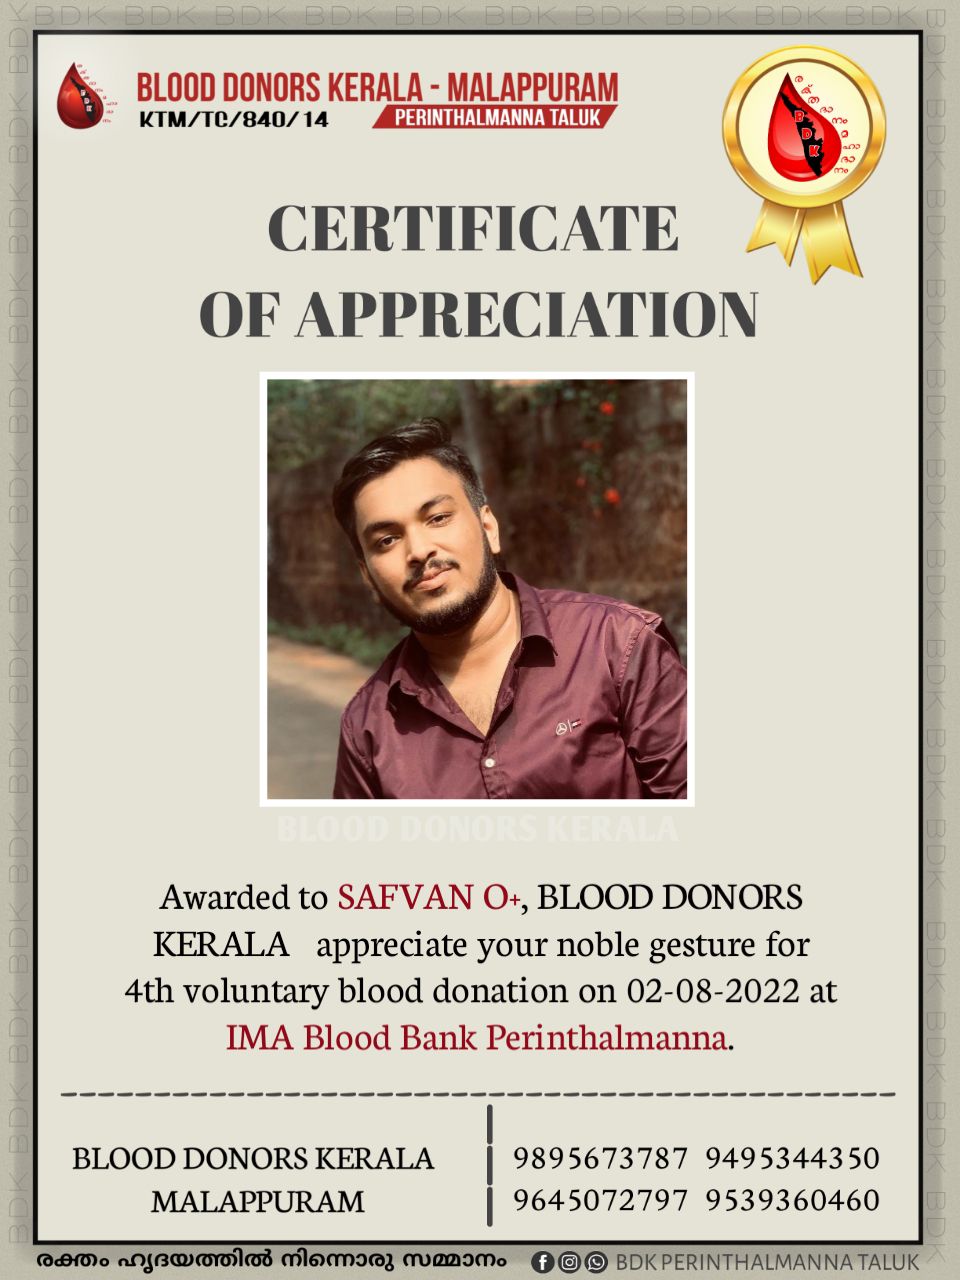 BLOOD DONORS KERALA - MALAPPURAM
KTM/TC/840/14
PERINTHALMANNA TALUK
BDK
CERTIFICATE
OF APPRECIATION
BLOOD DONORS KERALA
Awarded to SAFVAN O+, BLOOD DONORS
KERALA appreciate your noble gesture for
4th voluntary blood donation on 02-08-2022 at
IMA Blood Bank Perinthalmanna.
BLOOD DONORS KERALA
MALAPPURAM
9895673787 9495344350
9645072797 9539360460
രക്തം ഹൃദയത്തിൽ നിന്നൊരു സമ്മാനം
BDK PERINTHALMANNA TALUK